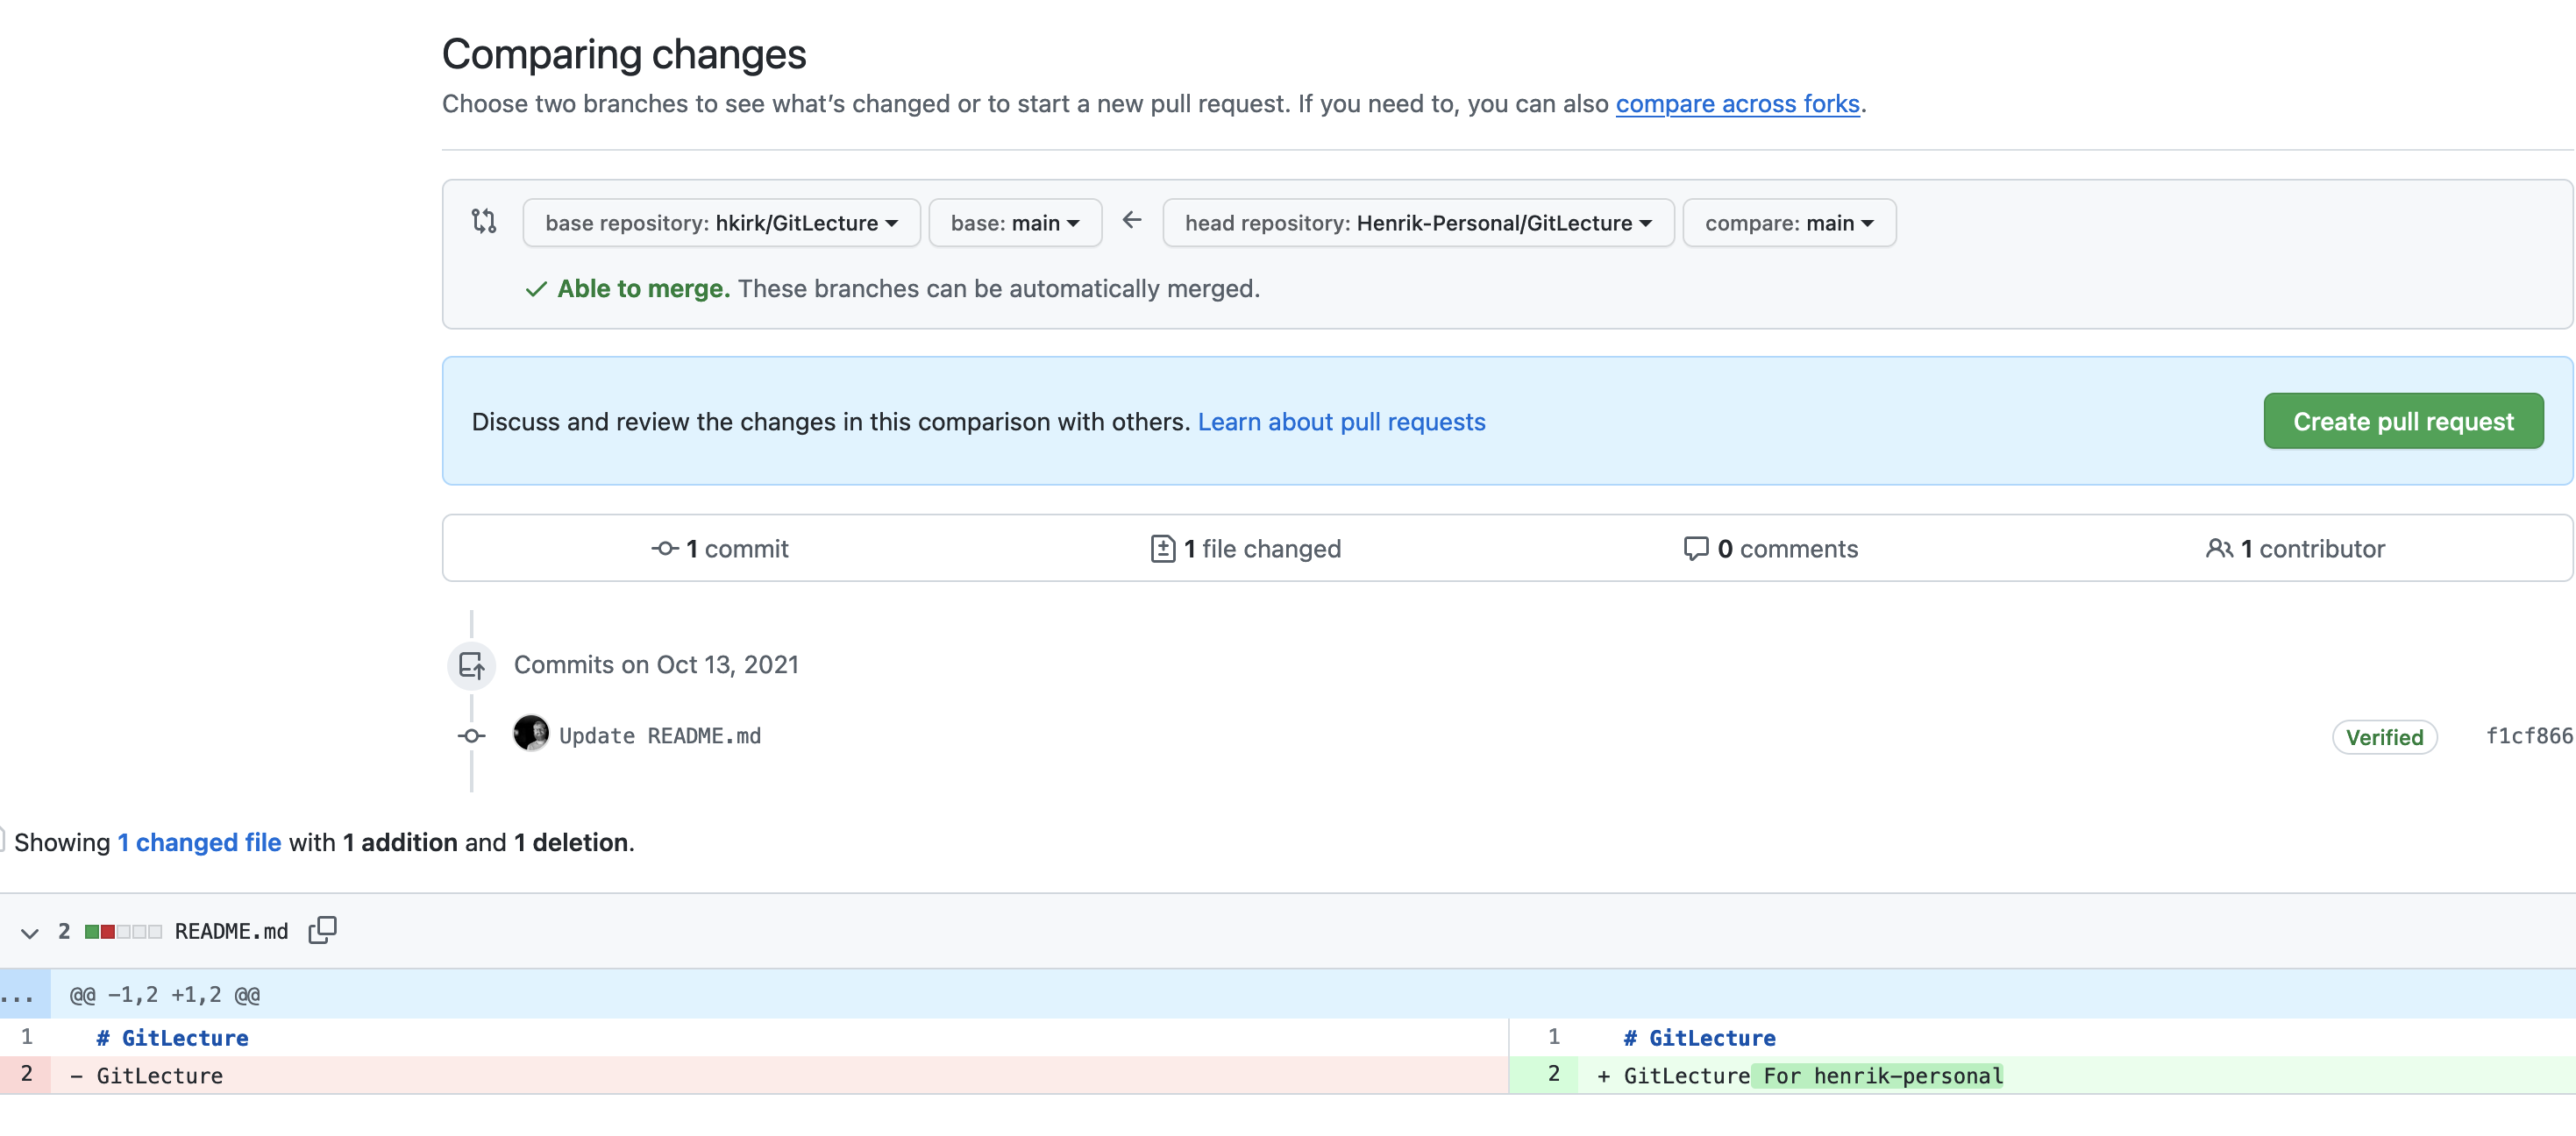 Comparing changes
Choose two branches to see what’s changed or to start a new pull request. If you need to, you can also compare across forks.
base repository: hkirk/GitLecture base: main ← head repository: Henrik-Personal/GitLecture compare: main
✓ Able to merge. These branches can be automatically merged.
Discuss and review the changes in this comparison with others. Learn about pull requests Create pull request
1 commit 1 file changed 0 comments 1 contributor
Commits on Oct 13, 2021
Update README.md Verified f1cf866
Showing 1 changed file with 1 addition and 1 deletion.
2 README.md
... @@ -1,2 +1,2 @@
1 # GitLecture 1 # GitLecture
2 - GitLecture 2 + GitLecture For henrik-personal